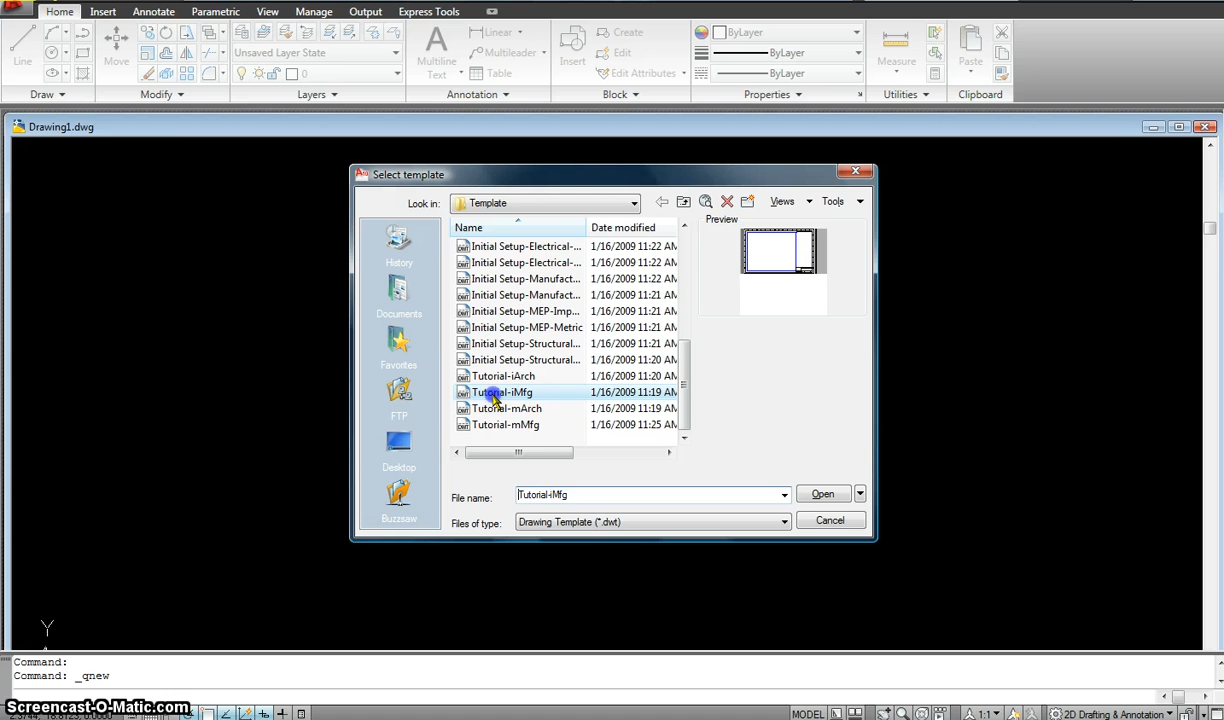 Home Insert Annotate Parametric View Manage Output Express Tools
Line Move Unsaved Layer State Multiline Text Linear Multileader Table Insert Create Edit Edit Attributes ByLayer ByLayer ByLayer Measure Paste
0
Draw Modify Layers Annotation Block Properties Utilities Clipboard
Drawing1.dwg
Select template
Look in: Template Views Tools
Name Date modified Preview
Initial Setup-Electrical-... 1/16/2009 11:22 AM
Initial Setup-Electrical-... 1/16/2009 11:22 AM
Initial Setup-Manufact... 1/16/2009 11:22 AM
Initial Setup-Manufact... 1/16/2009 11:21 AM
Initial Setup-MEP-Imp... 1/16/2009 11:21 AM
Initial Setup-MEP-Metric 1/16/2009 11:21 AM
Initial Setup-Structural... 1/16/2009 11:21 AM
Initial Setup-Structural... 1/16/2009 11:20 AM
Tutorial-iArch 1/16/2009 11:20 AM
Tutorial-iMfg 1/16/2009 11:19 AM
Tutorial-mArch 1/16/2009 11:19 AM
Tutorial-mMfg 1/16/2009 11:25 AM
History
Documents
Favorites
FTP
Desktop
Buzzsaw
File name: Tutorial-iMfg Open
Files of type: Drawing Template (*.dwt) Cancel
Y
Command:
Command: _qnew
Screencast-O-Matic.com
MODEL 1:1 2D Drafting & Annotation